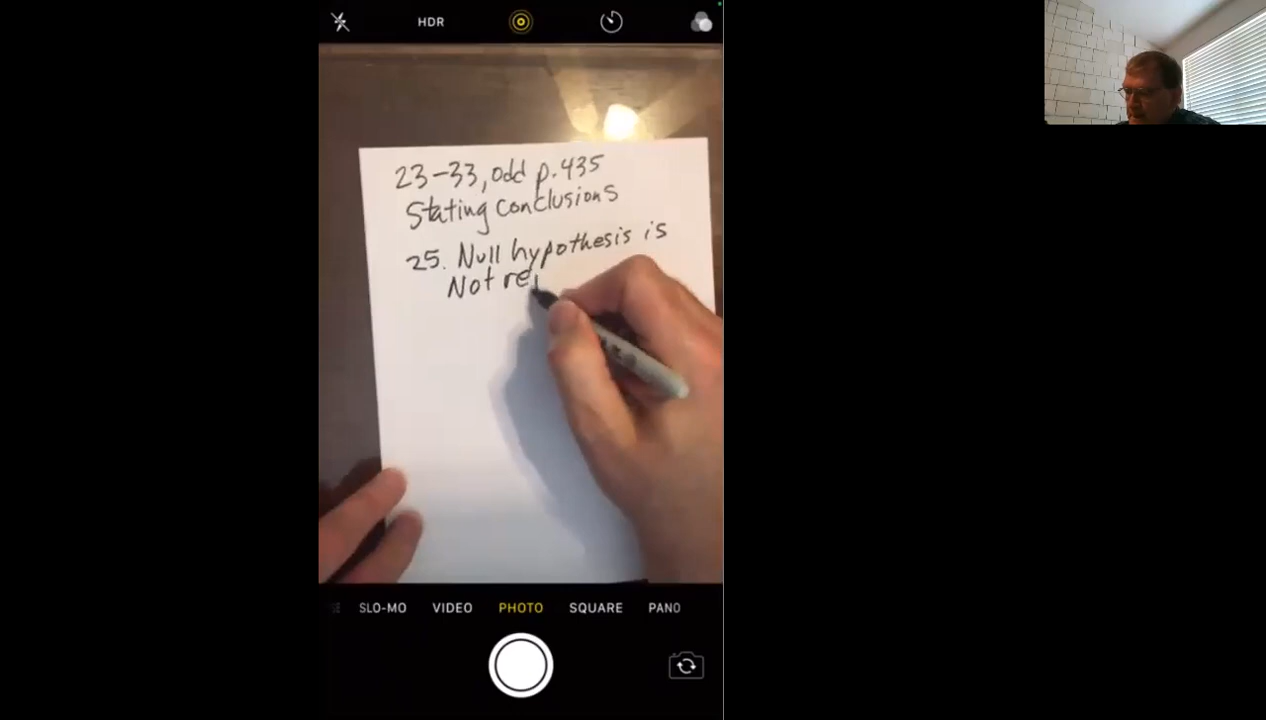 HDR
23-33, odd p.435
Stating conclusions
25. Null hypothesis is
Not re
SLO-MO VIDEO PHOTO SQUARE PANO